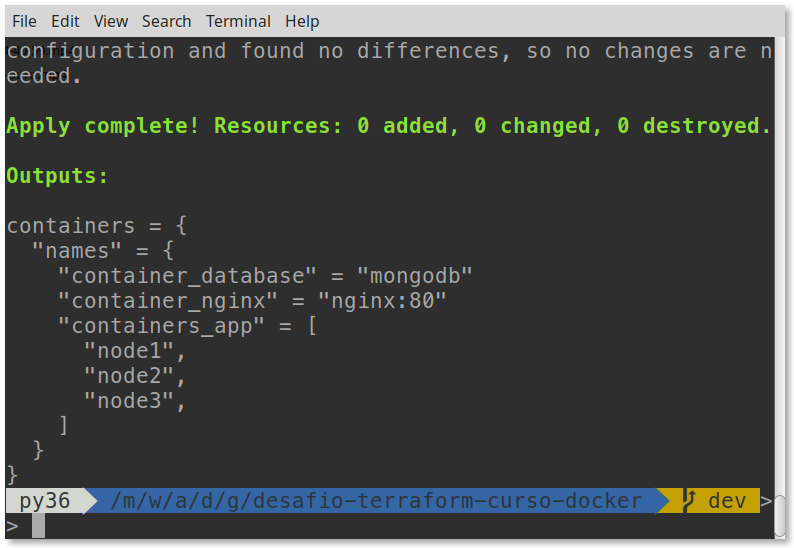 File Edit View Search Terminal Help
configuration and found no differences, so no changes are n
eeded.
Apply complete! Resources: 0 added, 0 changed, 0 destroyed.
Outputs:
containers = {
  "names" = {
    "container_database" = "mongodb"
    "container_nginx" = "nginx:80"
    "containers_app" = [
      "node1",
      "node2",
      "node3",
    ]
  }
}
py36 /m/w/a/d/g/desafio-terraform-curso-docker dev >
>